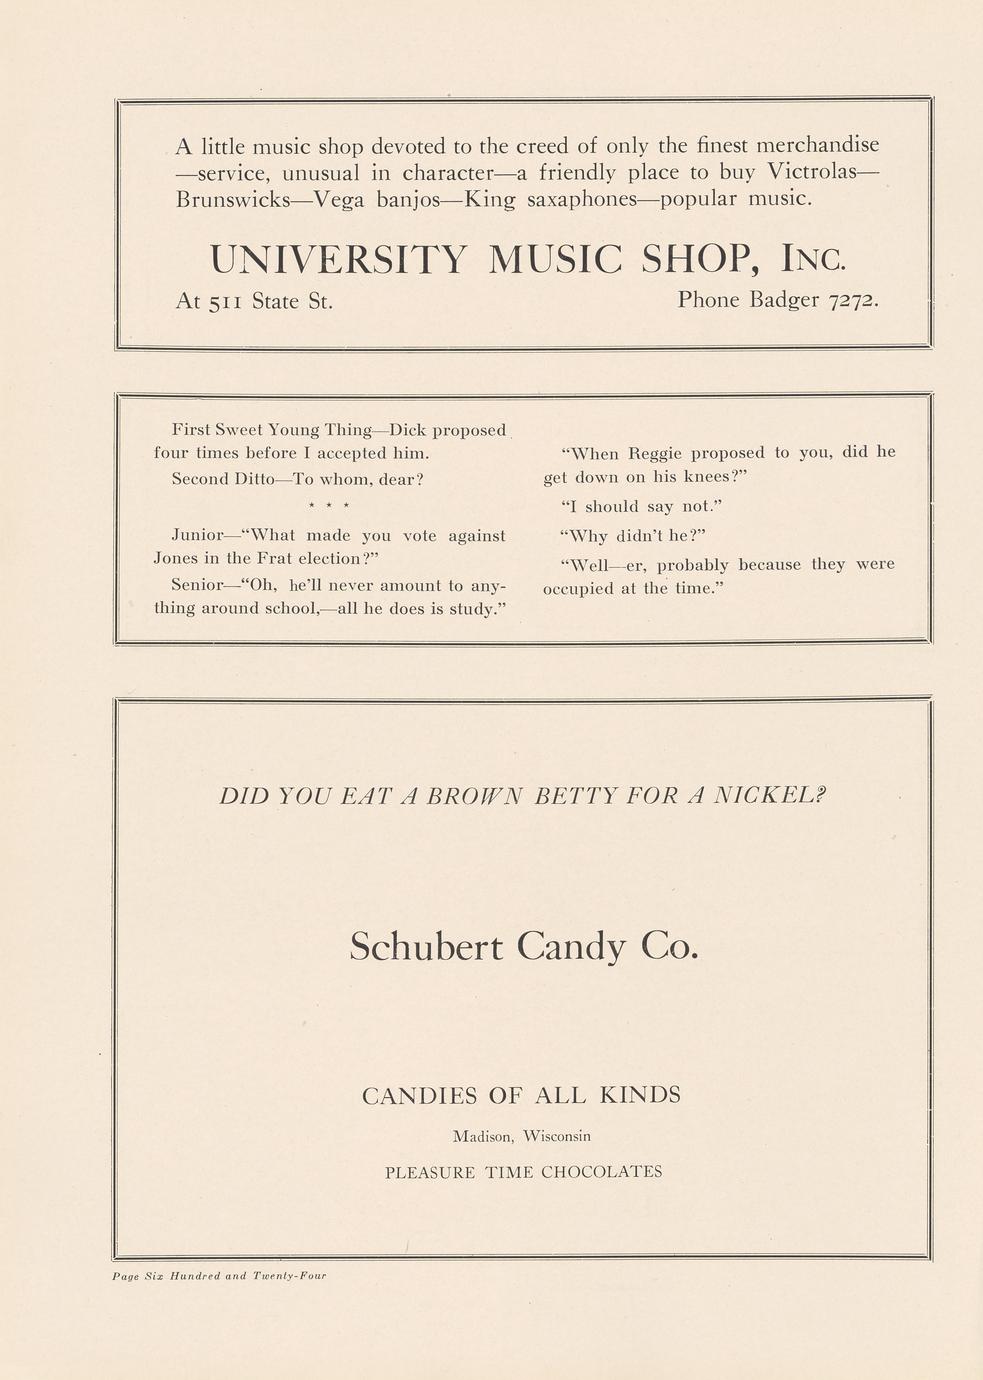 A little music shop devoted to the creed of only the finest merchandise
—service, unusual in character—a friendly place to buy Victrolas—
Brunswicks—Vega banjos—King saxaphones—popular music.
UNIVERSITY MUSIC SHOP, INC.
At 511 State St. Phone Badger 7272.
First Sweet Young Thing—Dick proposed
four times before I accepted him.
Second Ditto—To whom, dear?
* * *
Junior—“What made you vote against
Jones in the Frat election?”
Senior—“Oh, he’ll never amount to any-
thing around school,—all he does is study.”
“When Reggie proposed to you, did he
get down on his knees?”
“I should say not.”
“Why didn’t he?”
“Well—er, probably because they were
occupied at the time.”
DID YOU EAT A BROWN BETTY FOR A NICKEL?
Schubert Candy Co.
CANDIES OF ALL KINDS
Madison, Wisconsin
PLEASURE TIME CHOCOLATES
Page Six Hundred and Twenty-Four